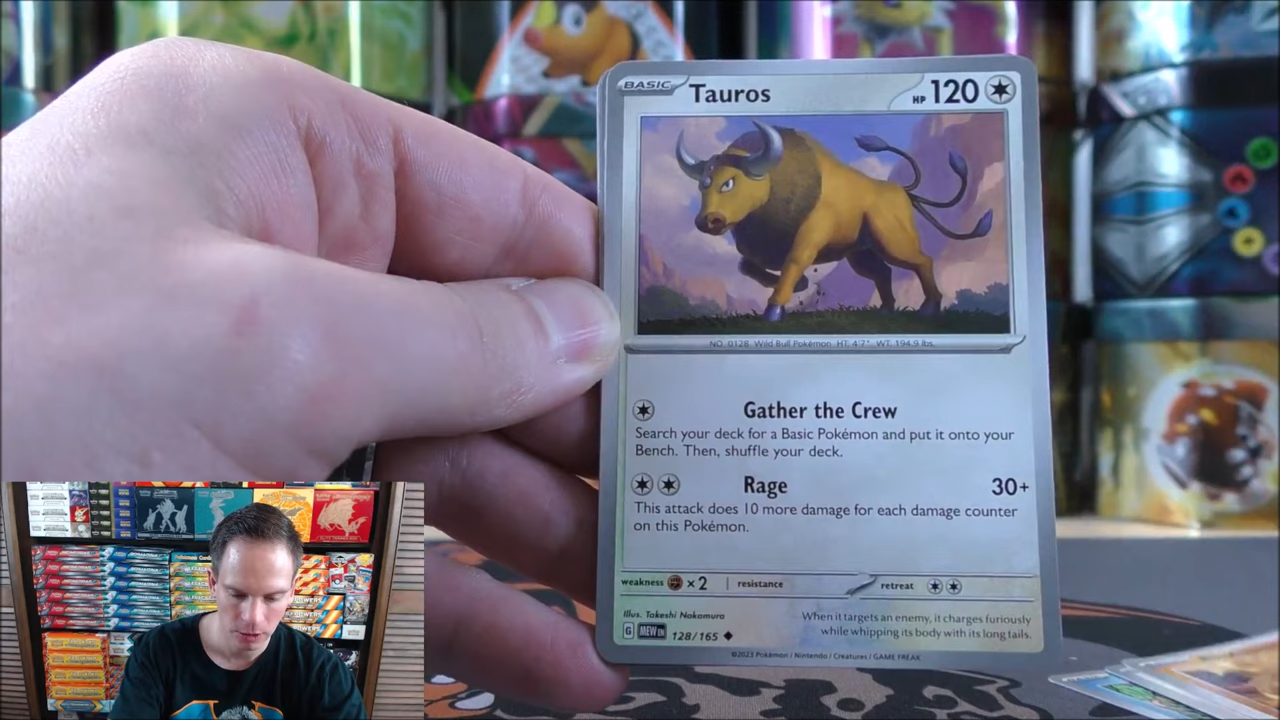 BASIC Tauros HP 120
NO. 0128 Wild Bull Pokémon HT: 4'7" WT: 194.9 lbs.
Gather the Crew
Search your deck for a Basic Pokémon and put it onto your
Bench. Then, shuffle your deck.
Rage 30+
This attack does 10 more damage for each damage counter
on this Pokémon.
weakness ×2 resistance retreat
Illus. Takeshi Nakamura
When it targets an enemy, it charges furiously
while whipping its body with its long tails.
G MEW EN 128/165
©2023 Pokémon / Nintendo / Creatures / GAME FREAK